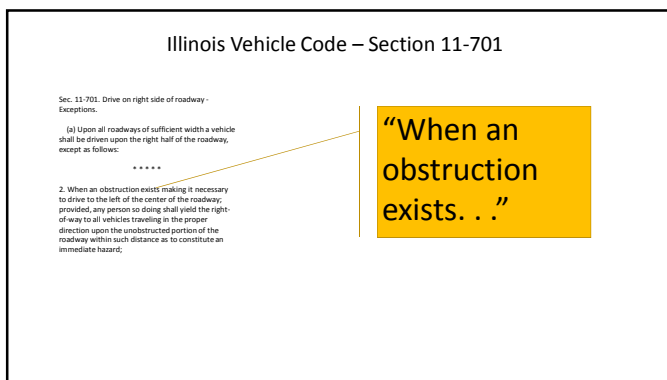 Illinois Vehicle Code – Section 11-701
Sec. 11-701. Drive on right side of roadway -
Exceptions.
(a) Upon all roadways of sufficient width a vehicle
shall be driven upon the right half of the roadway,
except as follows:
* * * * *
2. When an obstruction exists making it necessary
to drive to the left of the center of the roadway;
provided, any person so doing shall yield the right-
of-way to all vehicles traveling in the proper
direction upon the unobstructed portion of the
roadway within such distance as to constitute an
immediate hazard;
“When an
obstruction
exists. . .”